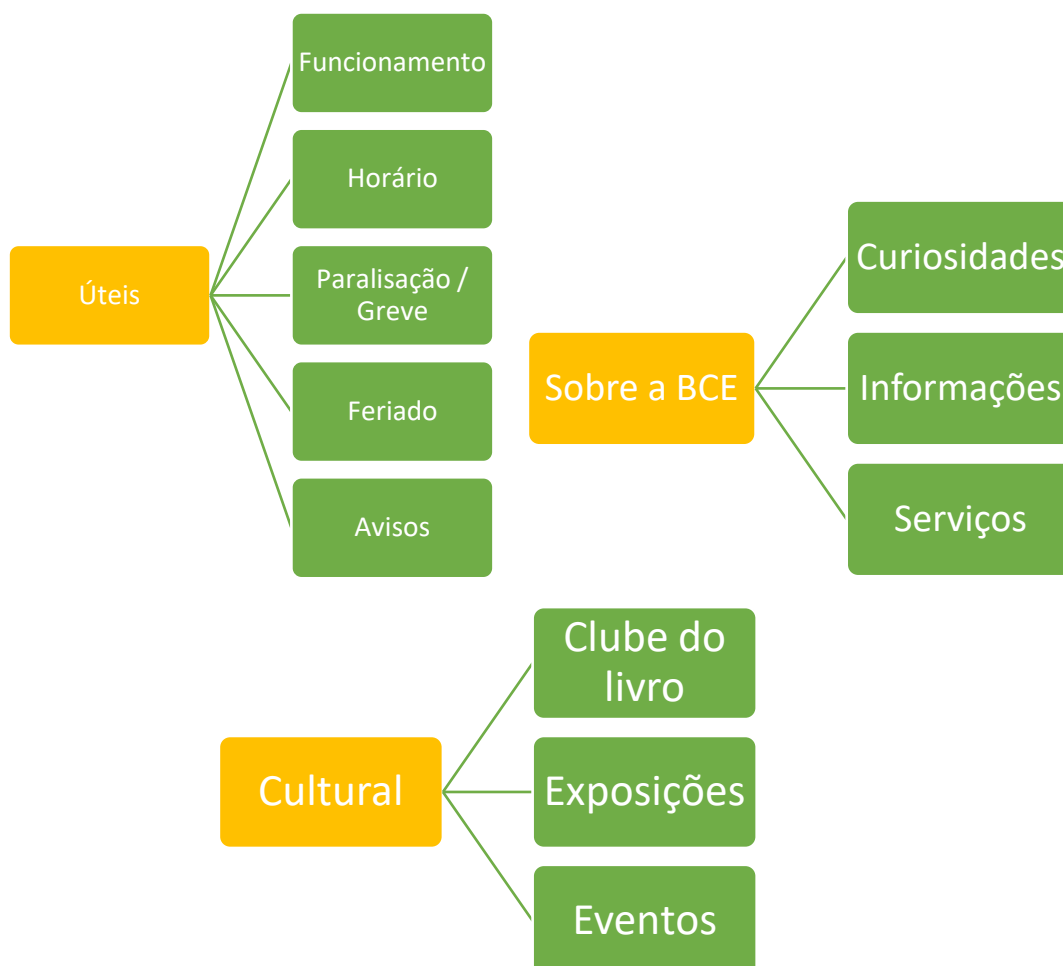 Úteis
Funcionamento
Horário
Paralisação /
Greve
Feriado
Avisos
Sobre a BCE
Curiosidades
Informações
Serviços
Cultural
Clube do
livro
Exposições
Eventos